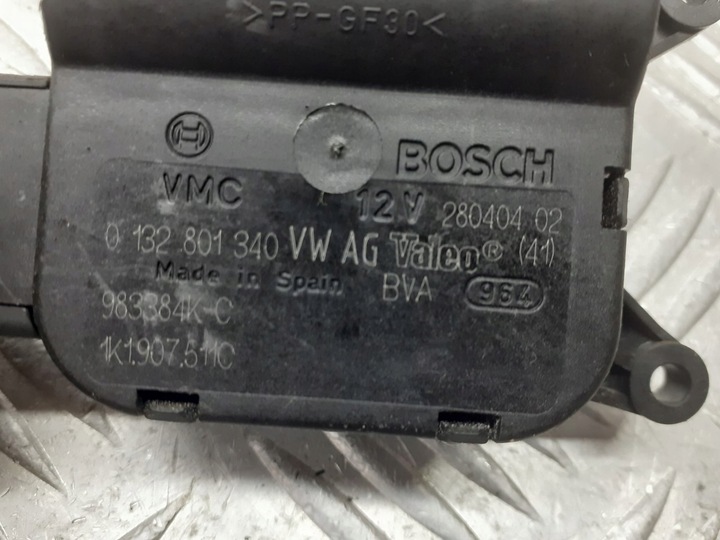 >PP-GF30<
BOSCH
VMC 12V 280404 02
0 132 801 340 VW AG Valeo® (41)
Made in Spain BVA 964
983384K-C
1K1.907.511C